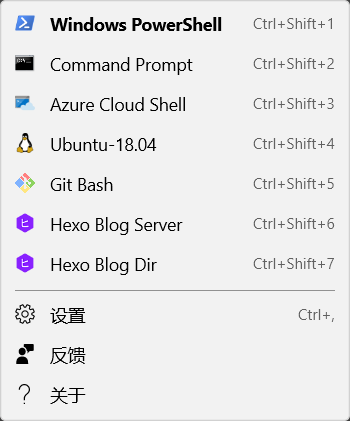 Windows PowerShell Ctrl+Shift+1
Command Prompt Ctrl+Shift+2
Azure Cloud Shell Ctrl+Shift+3
Ubuntu-18.04 Ctrl+Shift+4
Git Bash Ctrl+Shift+5
Hexo Blog Server Ctrl+Shift+6
Hexo Blog Dir Ctrl+Shift+7
设置 Ctrl+,
反馈
关于